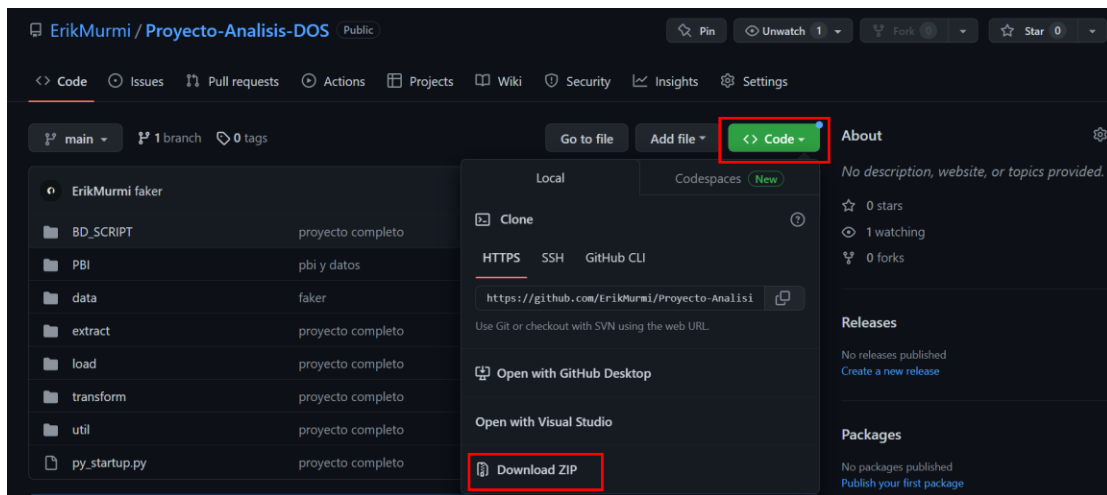 ErikMurmi / Proyecto-Analisis-DOS Public
Pin
Unwatch 1
Fork 0
Star 0
Code
Issues
Pull requests
Actions
Projects
Wiki
Security
Insights
Settings
main
1 branch
0 tags
Go to file
Add file
Code
ErikMurmi faker
BD_SCRIPT proyecto completo
PBI pbi y datos
data faker
extract proyecto completo
load proyecto completo
transform proyecto completo
util proyecto completo
py_startup.py proyecto completo
Local
Codespaces New
Clone
HTTPS SSH GitHub CLI
https://github.com/ErikMurmi/Proyecto-Analisi
Use Git or checkout with SVN using the web URL.
Open with GitHub Desktop
Open with Visual Studio
Download ZIP
About
No description, website, or topics provided.
0 stars
1 watching
0 forks
Releases
No releases published
Create a new release
Packages
No packages published
Publish your first package